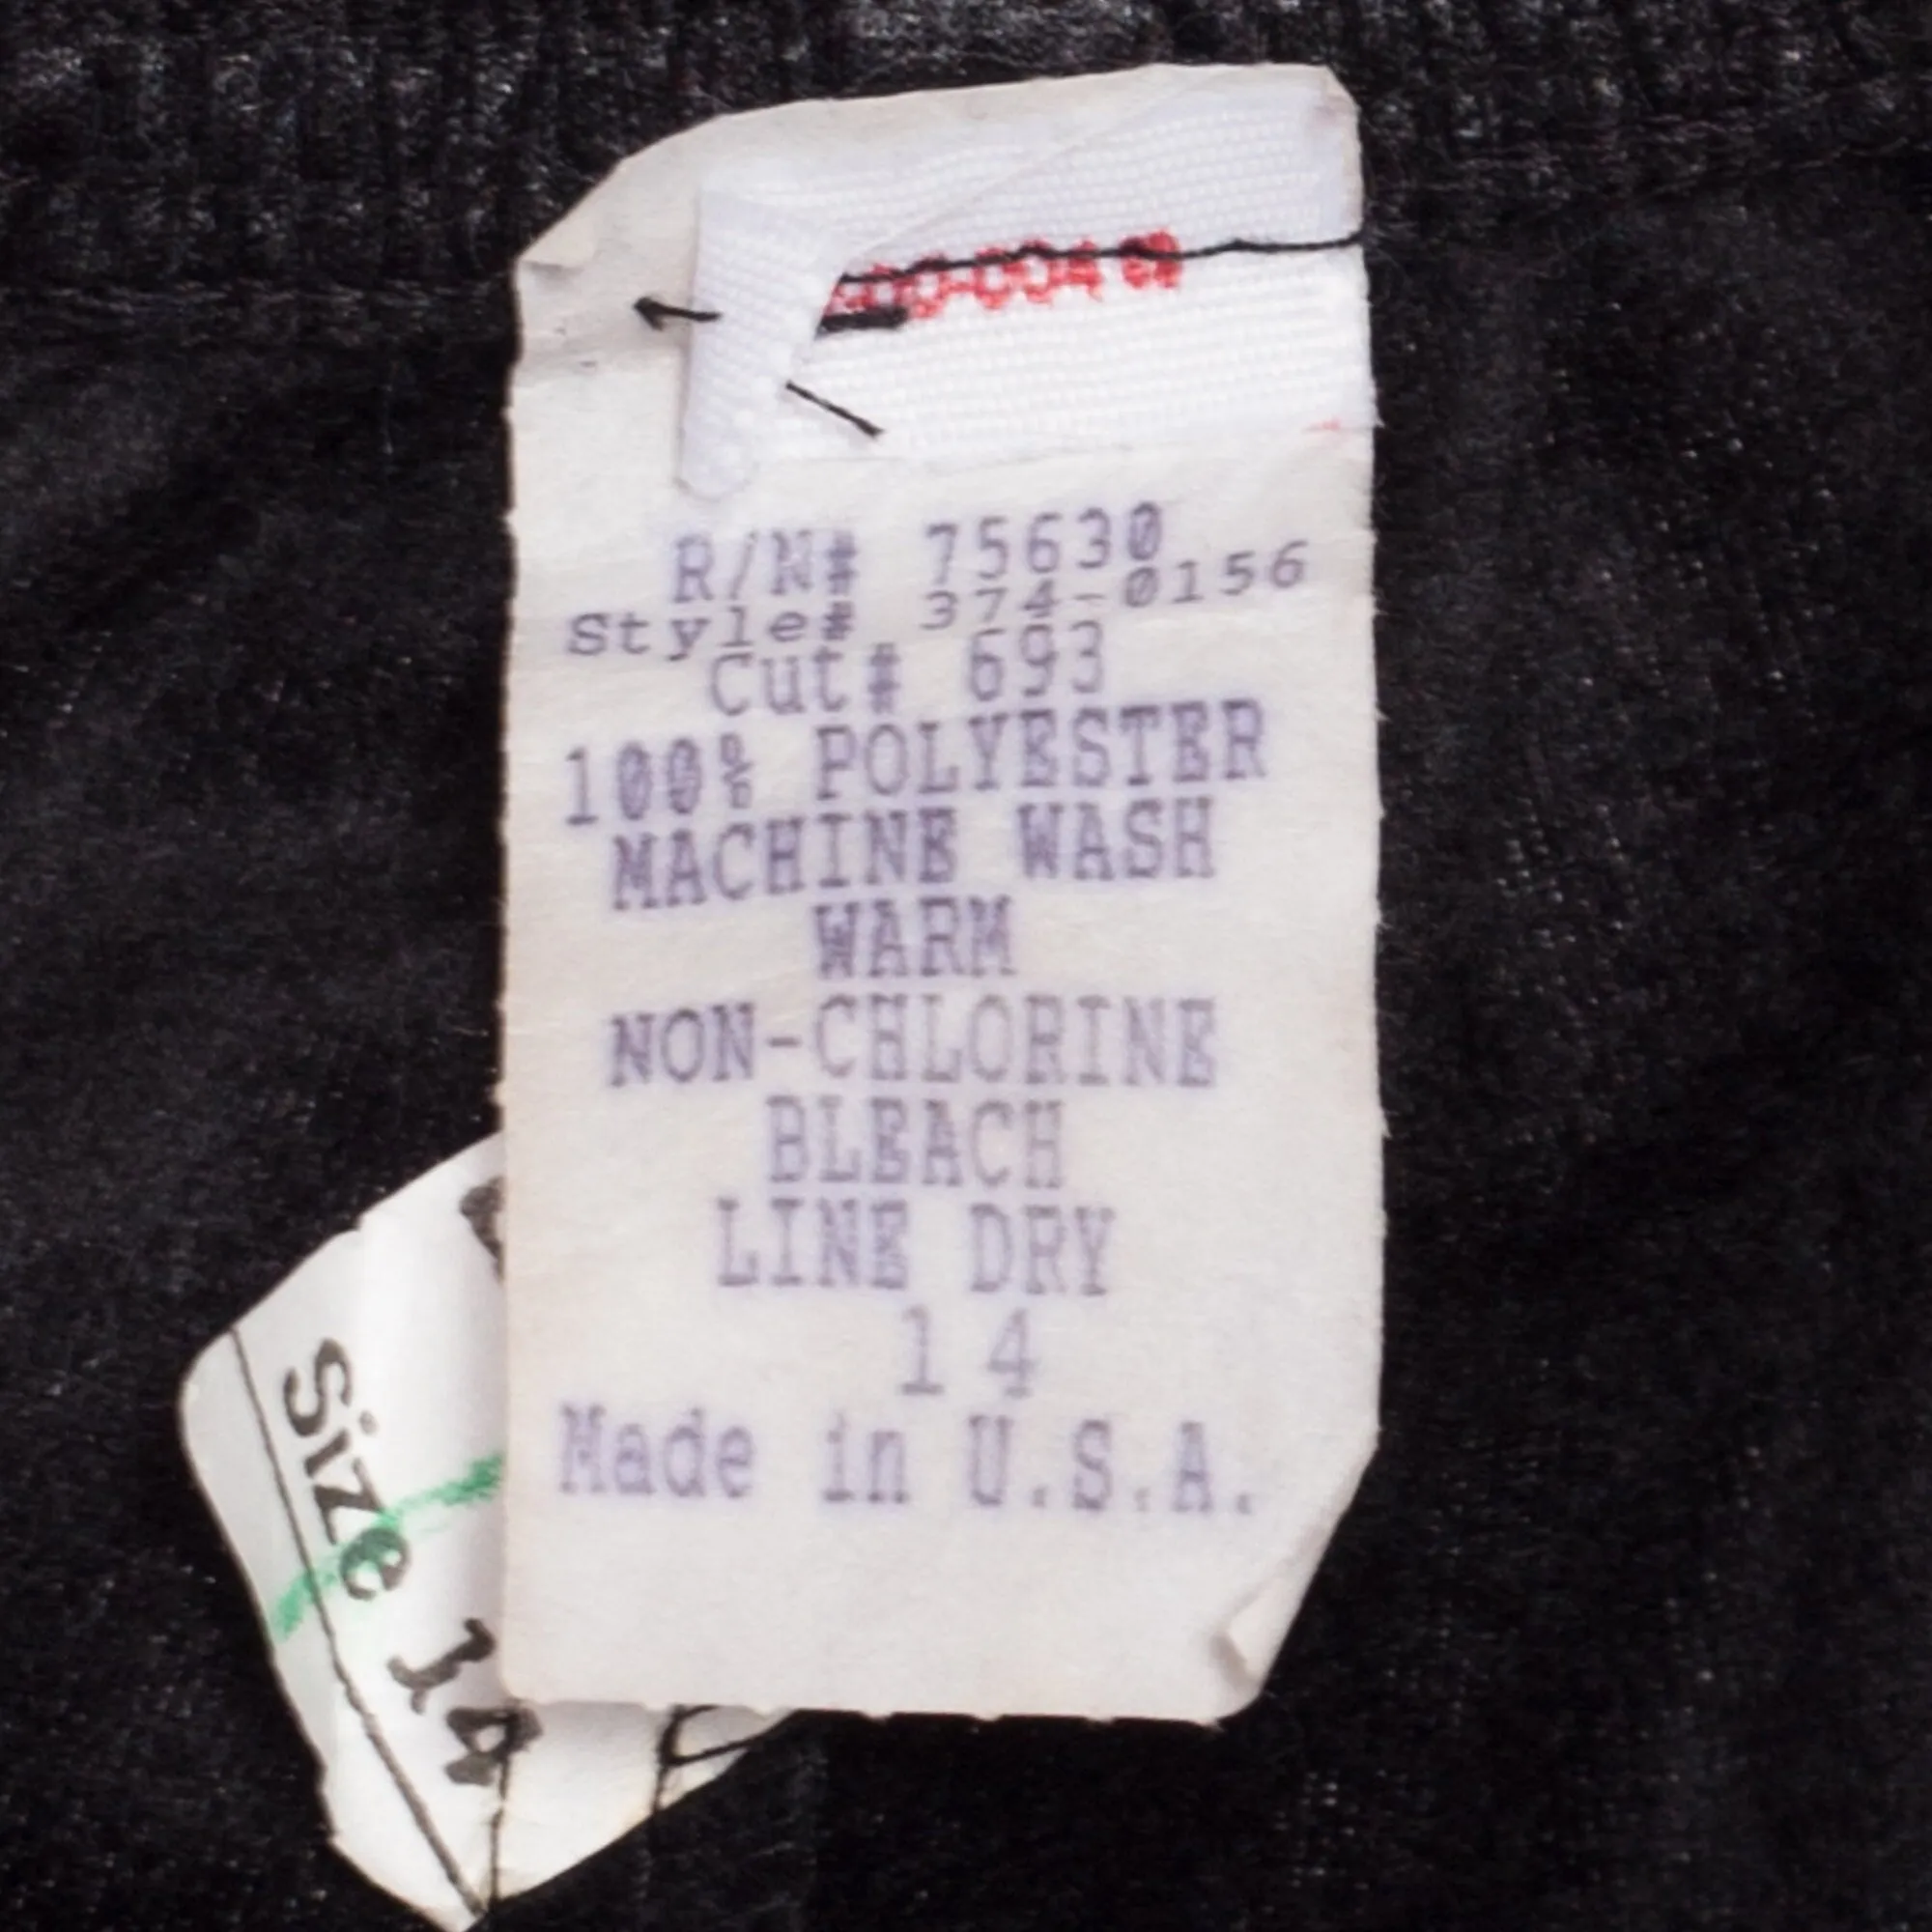 R/N# 75630
Style# 374-0156
Cut# 693
100% POLYESTER
MACHINE WASH
WARM
NON-CHLORINE
BLEACH
LINE DRY
14
Made in U.S.A.
Size 14